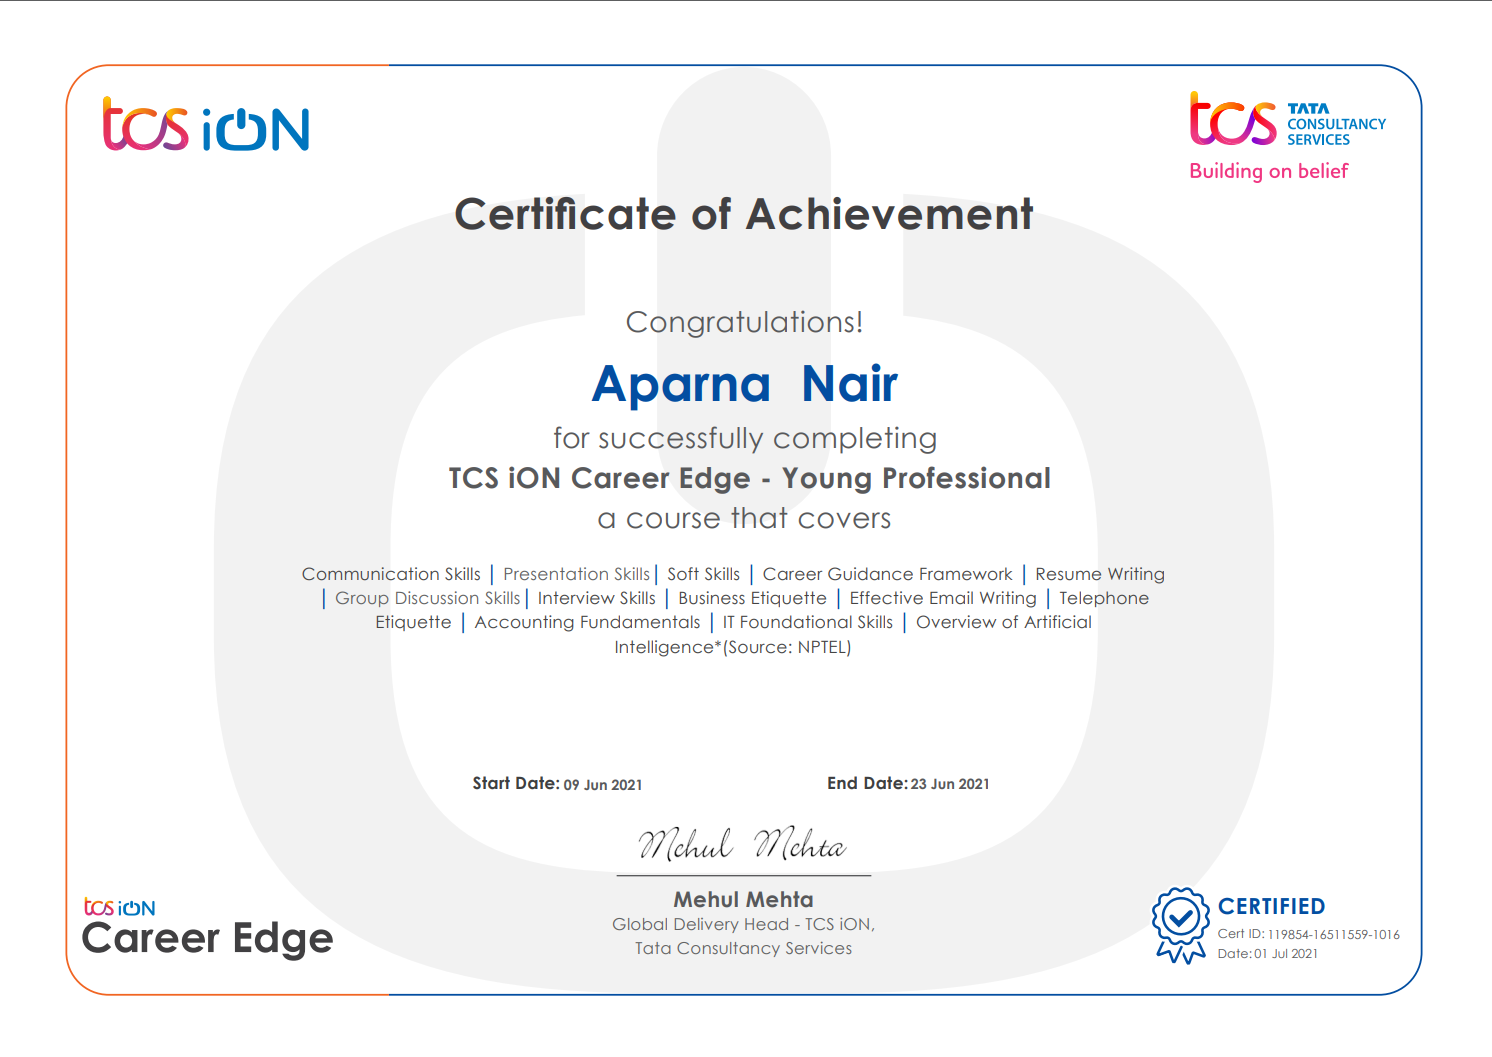 tcs iON
tcs TATA
CONSULTANCY
SERVICES
Building on belief
Certificate of Achievement
Congratulations!
Aparna Nair
for successfully completing
TCS iON Career Edge - Young Professional
a course that covers
Communication Skills | Presentation Skills | Soft Skills | Career Guidance Framework | Resume Writing
| Group Discussion Skills | Interview Skills | Business Etiquette | Effective Email Writing | Telephone
Etiquette | Accounting Fundamentals | IT Foundational Skills | Overview of Artificial
Intelligence*(Source: NPTEL)
Start Date: 09 Jun 2021 End Date: 23 Jun 2021
Mehul Mehta
Mehul Mehta
Global Delivery Head - TCS iON,
Tata Consultancy Services
tcs iON
Career Edge
CERTIFIED
Cert ID: 119854-16511559-1016
Date: 01 Jul 2021